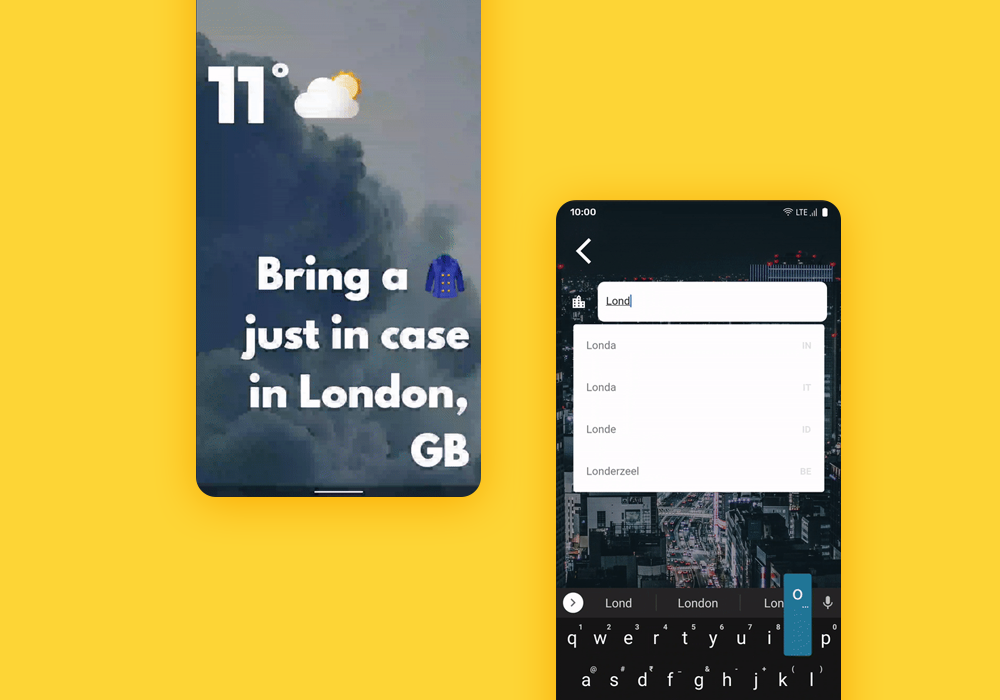 11°
Bring a 🧥
just in case
in London,
GB
10:00
LTE
Lond
Londa IN
Londa IT
Londe ID
Londerzeel BE
Lond London Lon
o
...
1 2 3 4 5 6 7 8 0
q w e r t y u i p
@ # ₹ _ & - + ( )
a s d f g h j k l